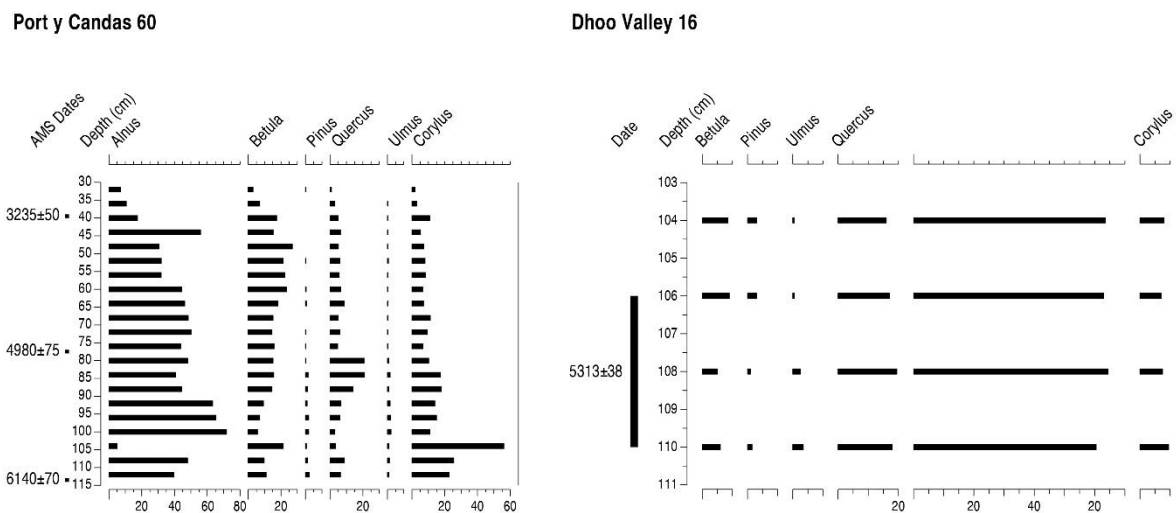 Port y Candas 60
Dhoo Valley 16
AMS Dates
Depth (cm)
Alnus
Betula
Pinus
Quercus
Ulmus
Corylus
Date
Depth (cm)
Betula
Pinus
Ulmus
Quercus
Corylus
30
35
3235±50
40
45
50
55
60
65
70
75
4980±75
80
85
90
95
100
105
110
6140±70
115
20
40
60
80
20
20
20
40
60
103
104
105
106
107
5313±38
108
109
110
111
20
20
40
20